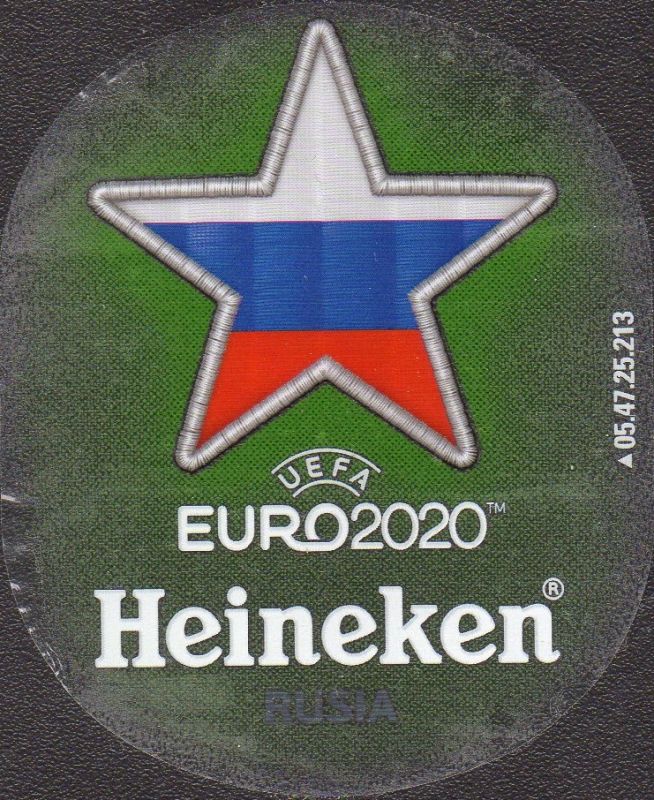 UEFA
EURO2020™
Heineken®
RUSIA
▲05.47.25.213